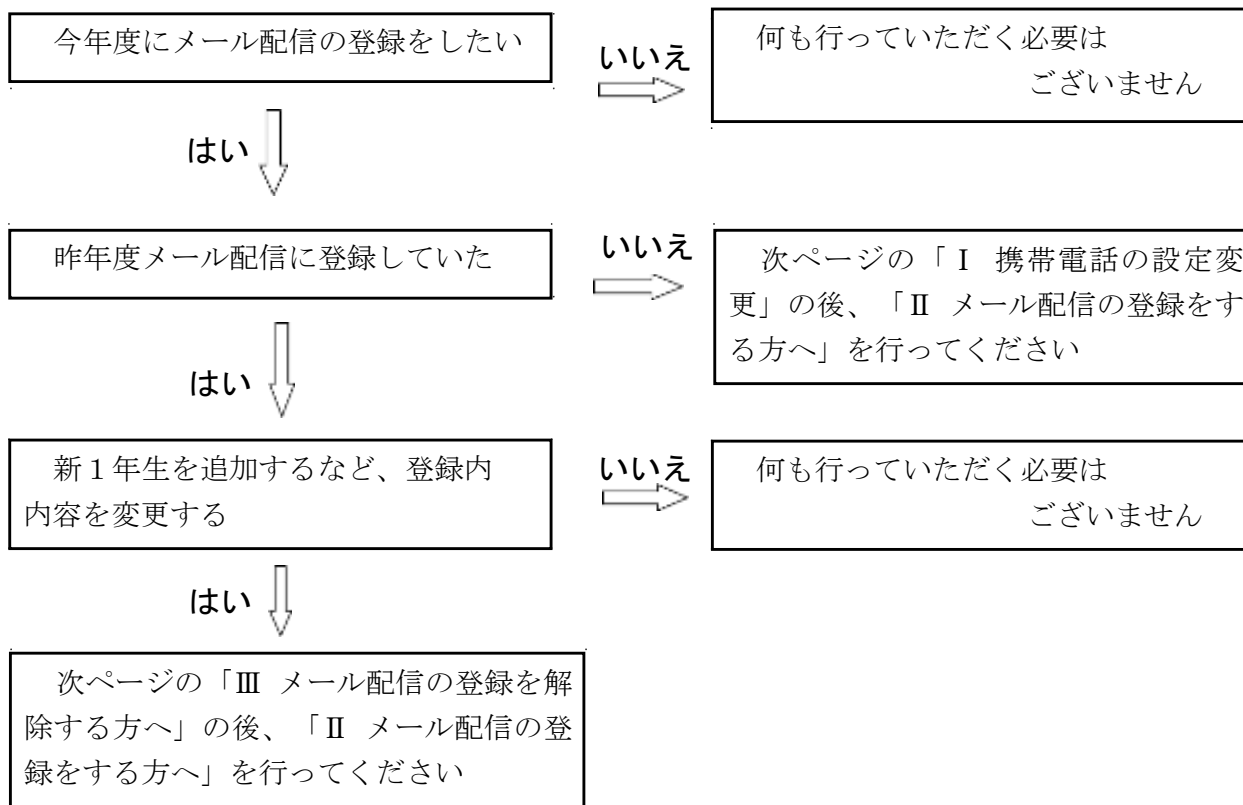 今年度にメール配信の登録をしたい
いいえ
何も行っていただく必要は
ございません
はい
昨年度メール配信に登録していた
いいえ
次ページの「Ⅰ 携帯電話の設定変
更」の後、「Ⅱ メール配信の登録をす
る方へ」を行ってください
はい
新１年生を追加するなど、登録内
内容を変更する
いいえ
何も行っていただく必要は
ございません
はい
次ページの「Ⅲ メール配信の登録を解
除する方へ」の後、「Ⅱ メール配信の登
録をする方へ」を行ってください